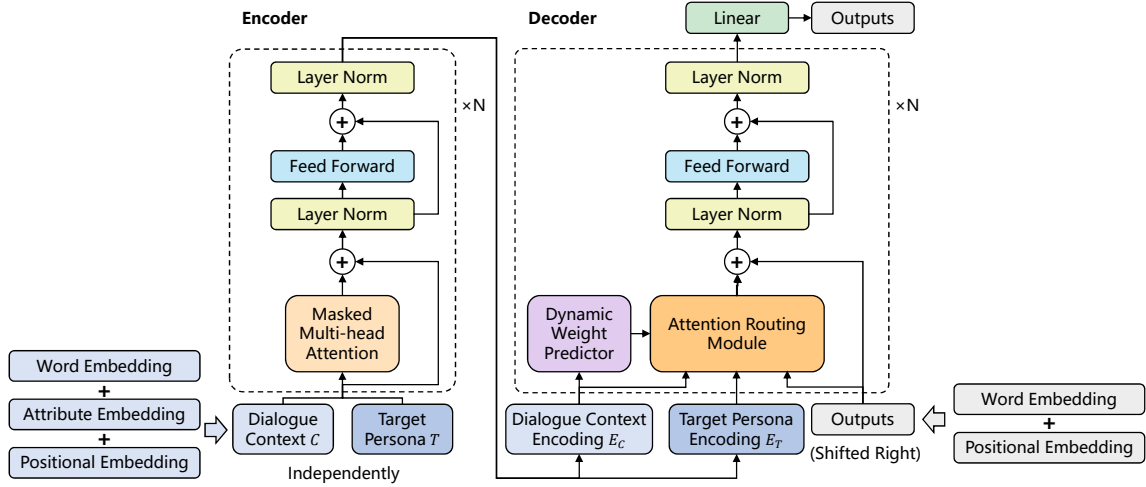 Encoder
Decoder
Linear
Outputs
Layer Norm
×N
+
Feed Forward
Layer Norm
+
Masked
Multi-head
Attention
Layer Norm
×N
+
Feed Forward
Layer Norm
+
Dynamic
Weight
Predictor
Attention Routing
Module
Word Embedding
+
Attribute Embedding
+
Positional Embedding
Dialogue
Context C
Target
Persona T
Independently
Dialogue Context
Encoding E_C
Target Persona
Encoding E_T
Outputs
(Shifted Right)
Word Embedding
+
Positional Embedding